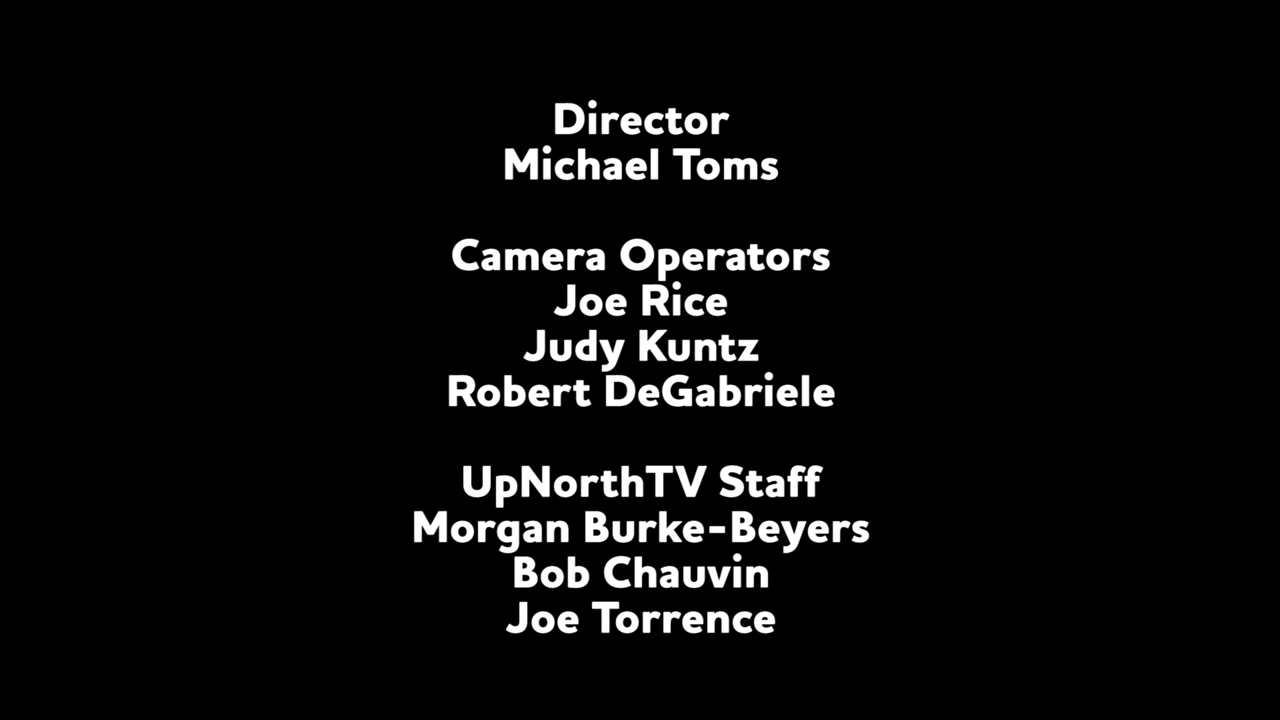 Director
Michael Toms
Camera Operators
Joe Rice
Judy Kuntz
Robert DeGabriele
UpNorthTV Staff
Morgan Burke-Beyers
Bob Chauvin
Joe Torrence